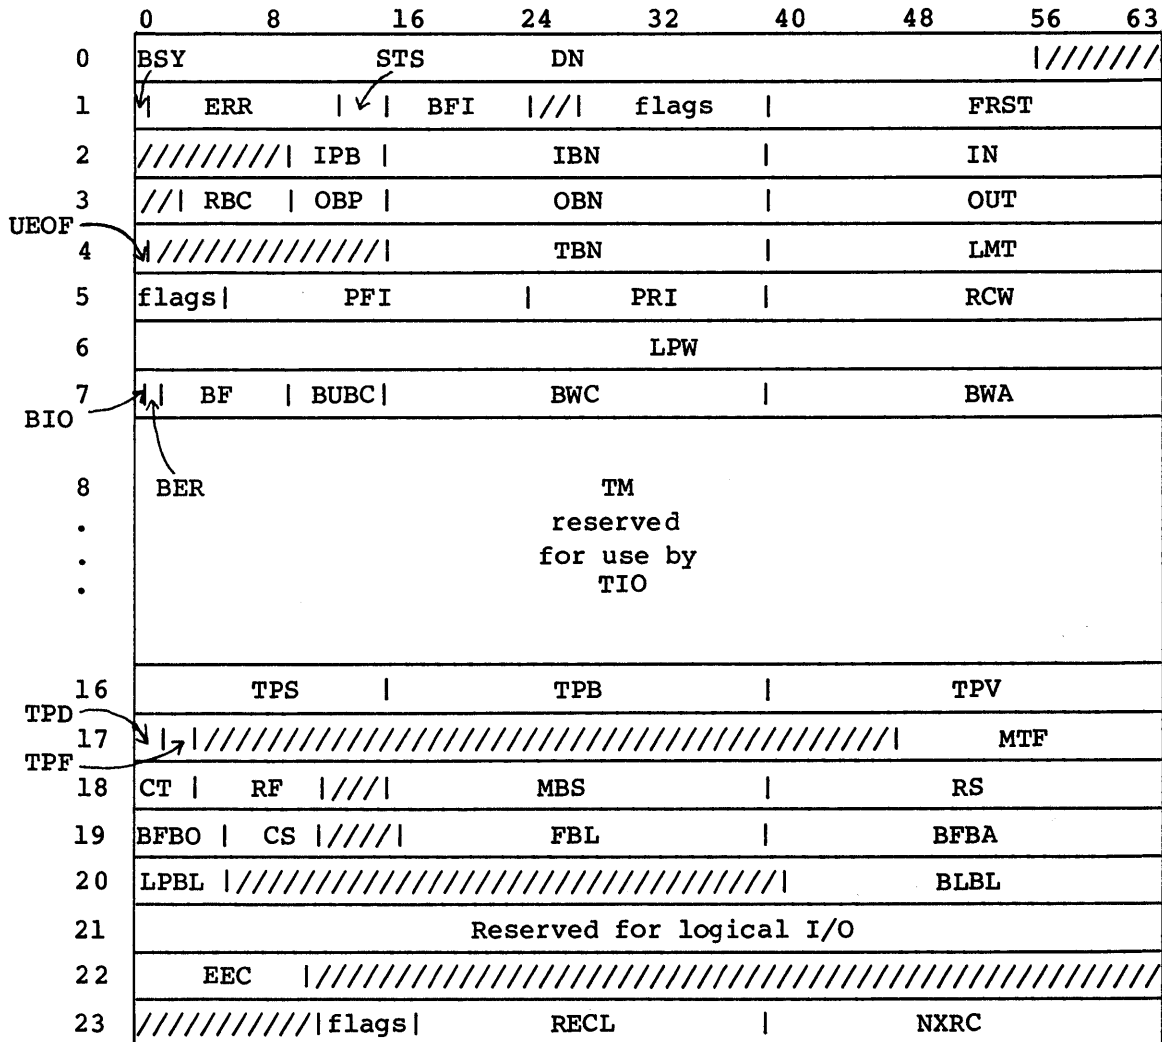 0 8 16 24 32 40 48 56 63
0 BSY STS DN |///////
1 | ERR | | BFI |//| flags | FRST
2 /////////| IPB | IBN | IN
3 //| RBC | OBP | OBN | OUT
UEOF
4 |//////////////| TBN | LMT
5 flags| PFI | PRI | RCW
6 LPW
7 | | BF | BUBC| BWC | BWA
BIO
8 BER TM
. reserved
. for use by
. TIO
16 TPS | TPB | TPV
TPD
17 | |////////////////////////////////////////////| MTF
TPF
18 CT | RF |///| MBS | RS
19 BFBO | CS |////| FBL | BFBA
20 LPBL |//////////////////////////////////| BLBL
21 Reserved for logical I/O
22 EEC |/////////////////////////////////////////////////////
23 ///////////|flags| RECL | NXRC